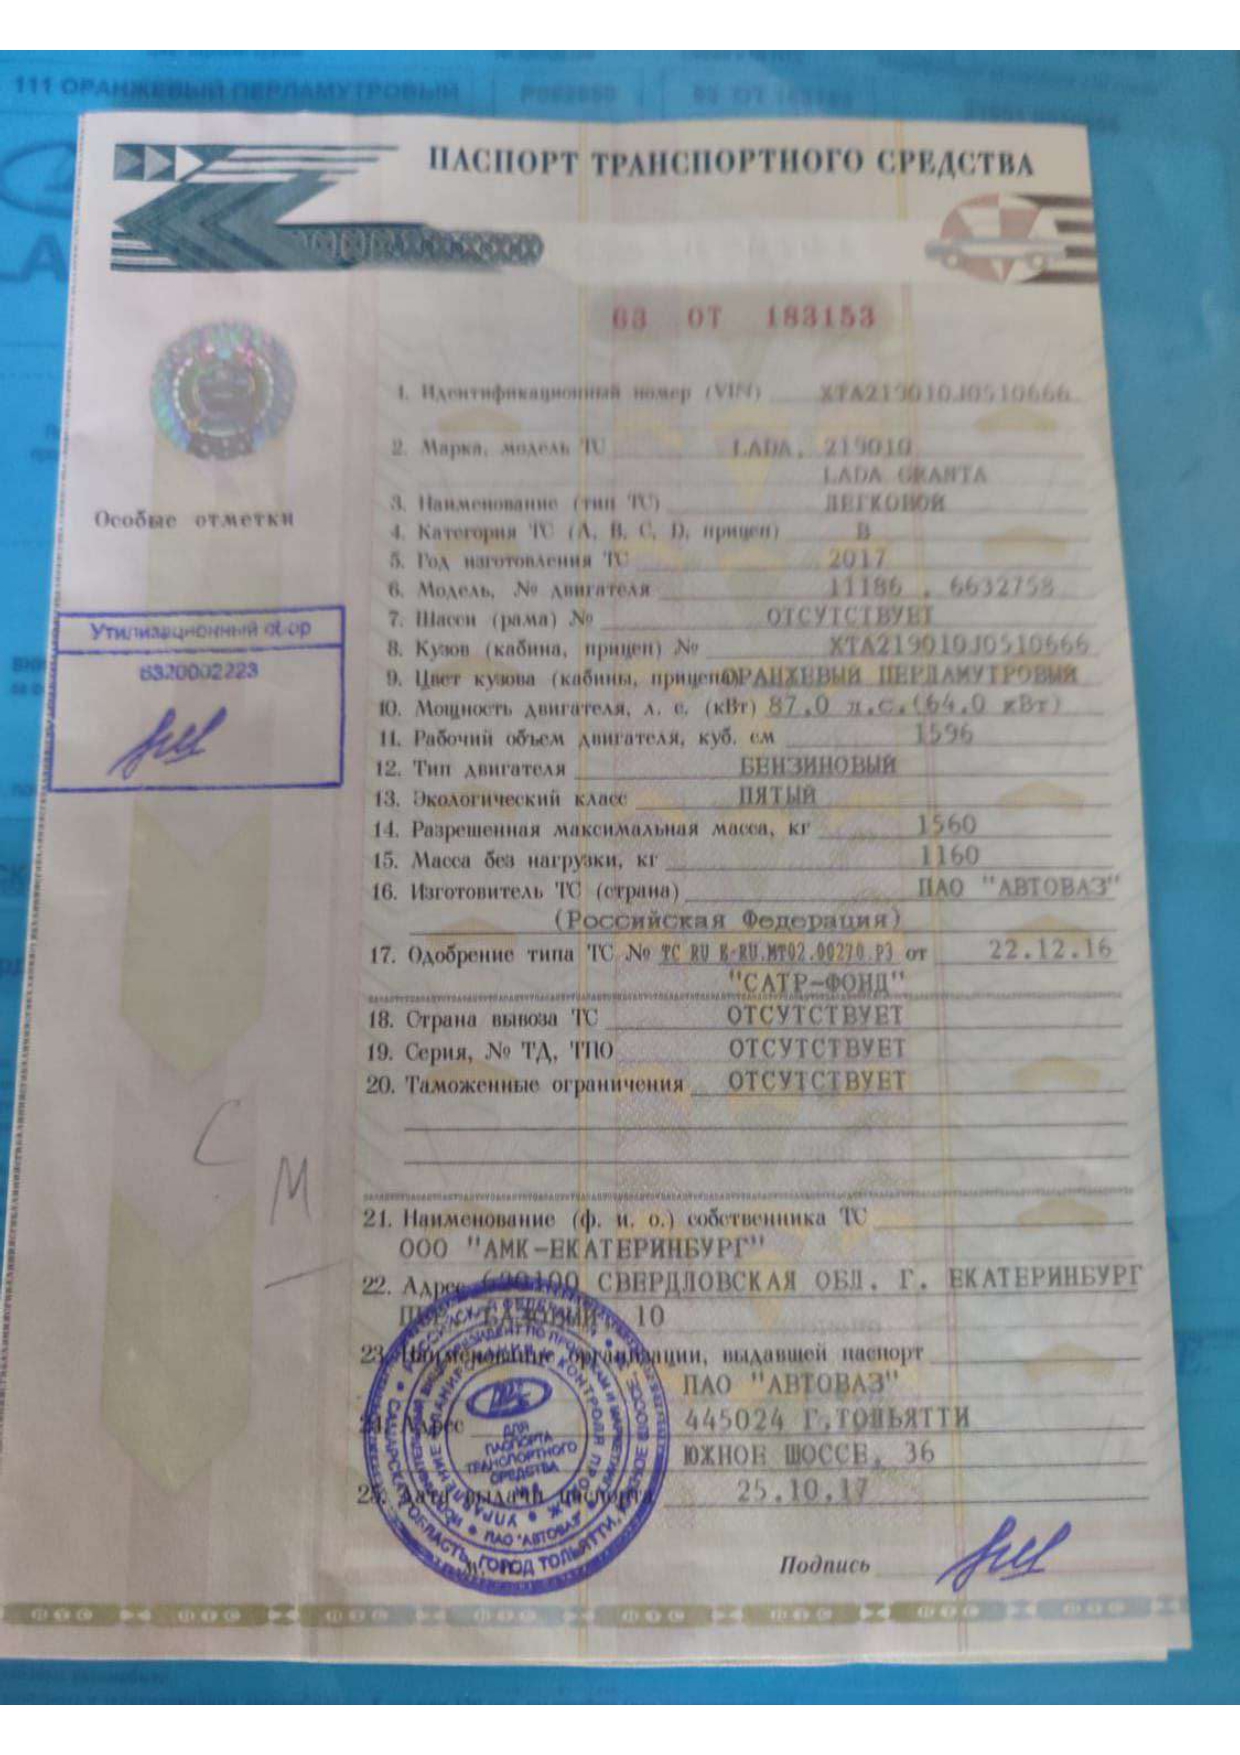 111 ОРАНЖЕВЫЙ ПЕРЛАМУТРОВЫЙ
ПАСПОРТ ТРАНСПОРТНОГО СРЕДСТВА
63 ОТ 183153
1. Идентификационный номер (VIN) XTA219010J0510666
2. Марка, модель ТС LADA, 219010
LADA GRANTA
3. Наименование (тип ТС) ЛЕГКОВОЙ
Особые отметки
4. Категория ТС (А, В, С, D, прицеп) В
5. Год изготовления ТС 2017
6. Модель, № двигателя 11186 , 6632758
7. Шасси (рама) № ОТСУТСТВУЕТ
Утилизационный сбор
8. Кузов (кабина, прицеп) № XTA219010J0510666
6320002223
9. Цвет кузова (кабины, прицепа) ОРАНЖЕВЫЙ ПЕРЛАМУТРОВЫЙ
10. Мощность двигателя, л. с. (кВт) 87.0 л.с.(64.0 кВт)
11. Рабочий объем двигателя, куб. см 1596
12. Тип двигателя БЕНЗИНОВЫЙ
13. Экологический класс ПЯТЫЙ
14. Разрешенная максимальная масса, кг 1560
15. Масса без нагрузки, кг 1160
16. Изготовитель ТС (страна) ПАО "АВТОВАЗ"
(Российская Федерация)
17. Одобрение типа ТС № ТС RU E-RU.МТ02.00270.Р3 от 22.12.16
"САТР-ФОНД"
18. Страна вывоза ТС ОТСУТСТВУЕТ
19. Серия, № ТД, ТПО ОТСУТСТВУЕТ
20. Таможенные ограничения ОТСУТСТВУЕТ
С
М
21. Наименование (ф. и. о.) собственника ТС
ООО "АМК-ЕКАТЕРИНБУРГ"
22. Адрес 620100 СВЕРДЛОВСКАЯ ОБЛ. Г. ЕКАТЕРИНБУРГ
ПЕР. БАЗОВЫЙ, 10
23. Наименование организации, выдавшей паспорт
ПАО "АВТОВАЗ"
24. Адрес 445024 Г.ТОЛЬЯТТИ
ЮЖНОЕ ШОССЕ, 36
25. Дата выдачи паспорта 25.10.17
ДЛЯ
ПАСПОРТА
ТРАНСПОРТНОГО
СРЕДСТВА
ПАО "АВТОВАЗ"
Подпись